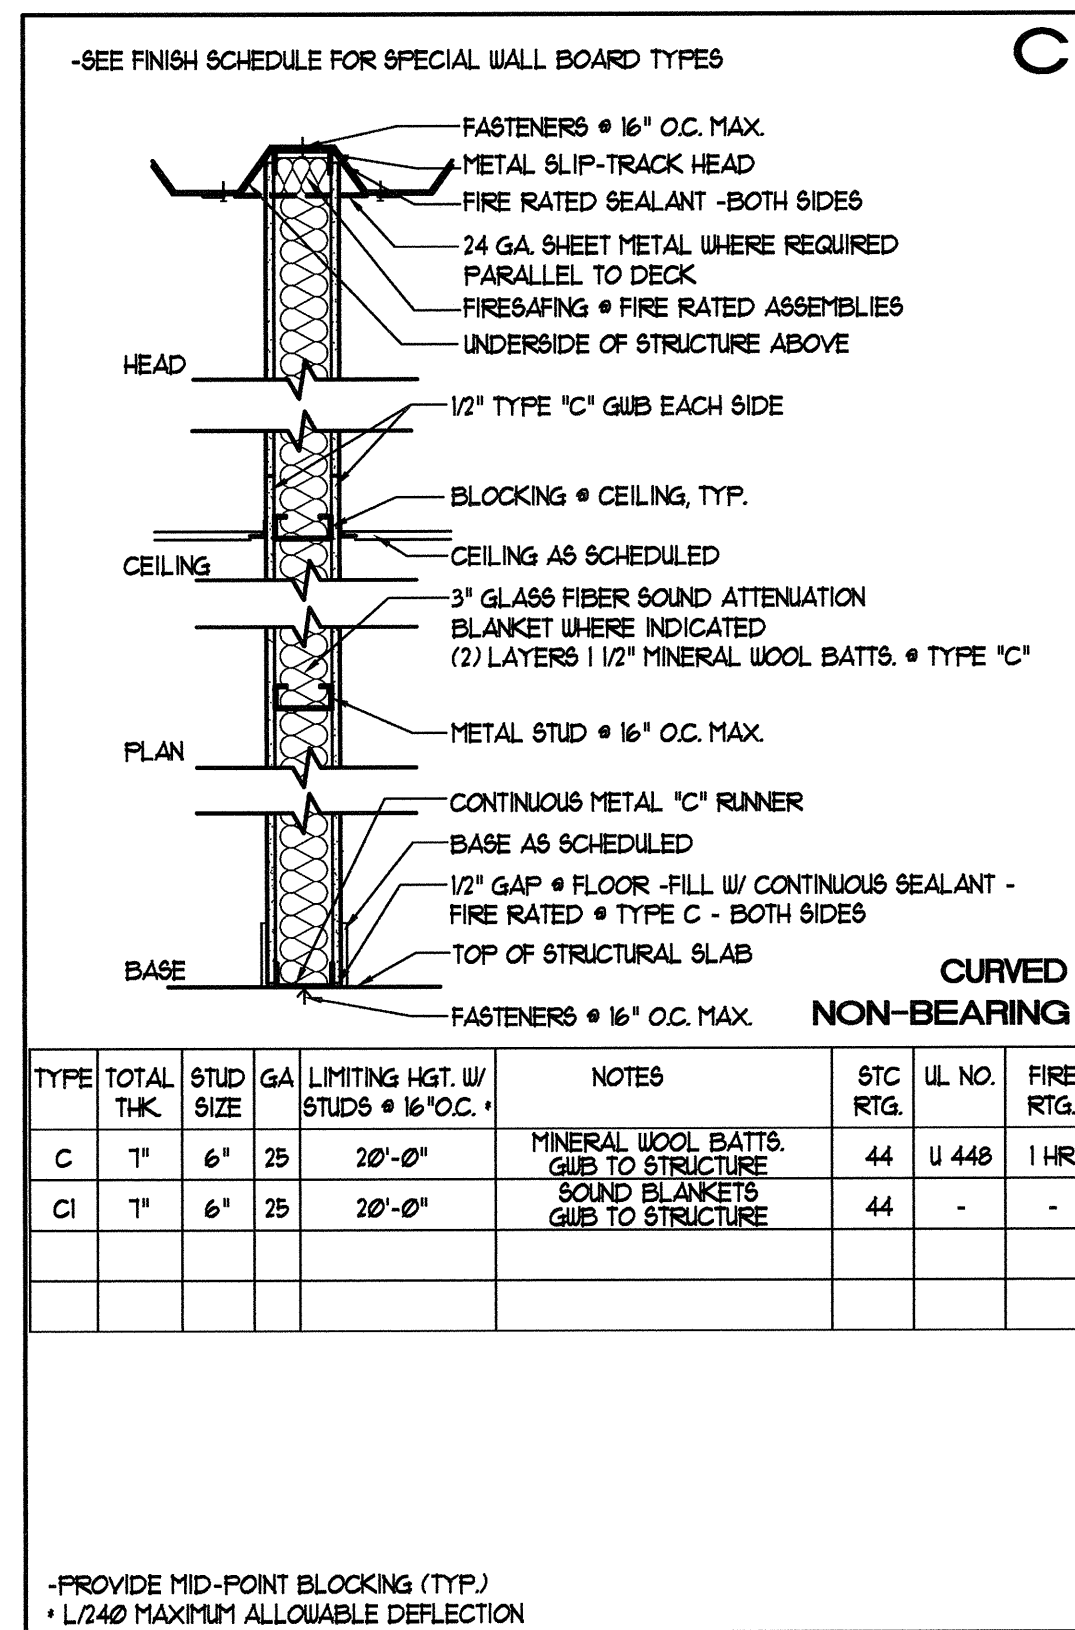 -SEE FINISH SCHEDULE FOR SPECIAL WALL BOARD TYPES
C
FASTENERS @ 16" O.C. MAX.
METAL SLIP-TRACK HEAD
FIRE RATED SEALANT -BOTH SIDES
24 GA. SHEET METAL WHERE REQUIRED
PARALLEL TO DECK
FIRESAFING @ FIRE RATED ASSEMBLIES
UNDERSIDE OF STRUCTURE ABOVE
HEAD
1/2" TYPE "C" GWB EACH SIDE
BLOCKING @ CEILING, TYP.
CEILING AS SCHEDULED
CEILING
3" GLASS FIBER SOUND ATTENUATION
BLANKET WHERE INDICATED
(2) LAYERS 1 1/2" MINERAL WOOL BATTS. @ TYPE "C"
METAL STUD @ 16" O.C. MAX.
PLAN
CONTINUOUS METAL "C" RUNNER
BASE AS SCHEDULED
1/2" GAP @ FLOOR -FILL W/ CONTINUOUS SEALANT -
FIRE RATED @ TYPE C - BOTH SIDES
TOP OF STRUCTURAL SLAB
BASE
FASTENERS @ 16" O.C. MAX.
CURVED
NON-BEARING
TYPE TOTAL THK. STUD SIZE GA LIMITING HGT. W/ STUDS @ 16"O.C. * NOTES STC RTG. UL NO. FIRE RTG.
C 7" 6" 25 20'-0" MINERAL WOOL BATTS. GWB TO STRUCTURE 44 U 448 1 HR
C1 7" 6" 25 20'-0" SOUND BLANKETS GWB TO STRUCTURE 44 - -
-PROVIDE MID-POINT BLOCKING (TYP.)
* L/240 MAXIMUM ALLOWABLE DEFLECTION